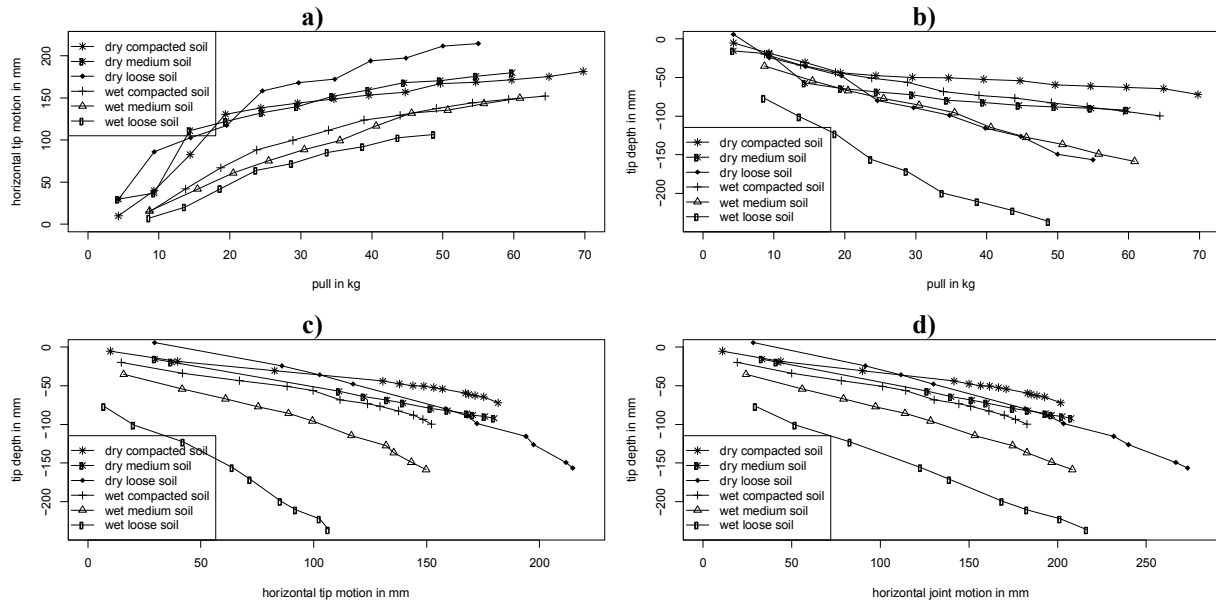 a)
horizontal tip motion in mm
200
150
100
50
0
dry compacted soil
dry medium soil
dry loose soil
wet compacted soil
wet medium soil
wet loose soil
0 10 20 30 40 50 60 70
pull in kg
b)
tip depth in mm
0
−50
−100
−150
−200
dry compacted soil
dry medium soil
dry loose soil
wet compacted soil
wet medium soil
wet loose soil
0 10 20 30 40 50 60 70
pull in kg
c)
tip depth in mm
0
−50
−100
−150
−200
dry compacted soil
dry medium soil
dry loose soil
wet compacted soil
wet medium soil
wet loose soil
0 50 100 150 200
horizontal tip motion in mm
d)
tip depth in mm
0
−50
−100
−150
−200
dry compacted soil
dry medium soil
dry loose soil
wet compacted soil
wet medium soil
wet loose soil
0 50 100 150 200 250
horizontal joint motion in mm